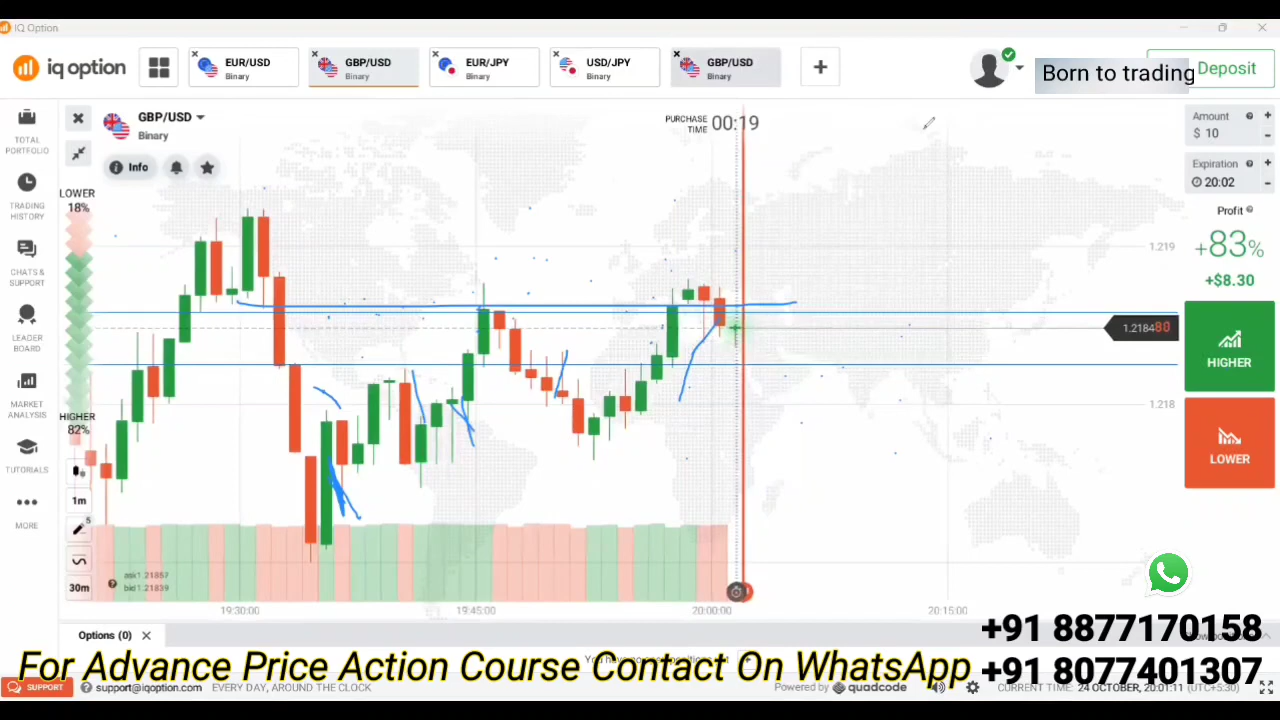 IQ Option
iq option
EUR/USD
Binary
GBP/USD
Binary
EUR/JPY
Binary
USD/JPY
Binary
GBP/USD
Binary
+
Born to trading
Deposit
TOTAL
PORTFOLIO
TRADING
HISTORY
CHATS &
SUPPORT
LEADER
BOARD
MARKET
ANALYSIS
TUTORIALS
MORE
GBP/USD
Binary
Info
LOWER
18%
HIGHER
82%
1m
5
30m
PURCHASE
TIME
00:19
1.219
1.218480
1.218
ask1.21857
bid1.21839
19:30:00
19:45:00
20:00:00
20:15:00
Amount
$ 10
Expiration
20:02
Profit
+83%
+$8.30
HIGHER
LOWER
+91 8877170158
+91 8077401307
Options (0)
For Advance Price Action Course Contact On WhatsApp
SUPPORT
support@iqoption.com
EVERY DAY, AROUND THE CLOCK
Powered by quadcode
CURRENT TIME: 24 OCTOBER, 20:01:11 (UTC+5:30)